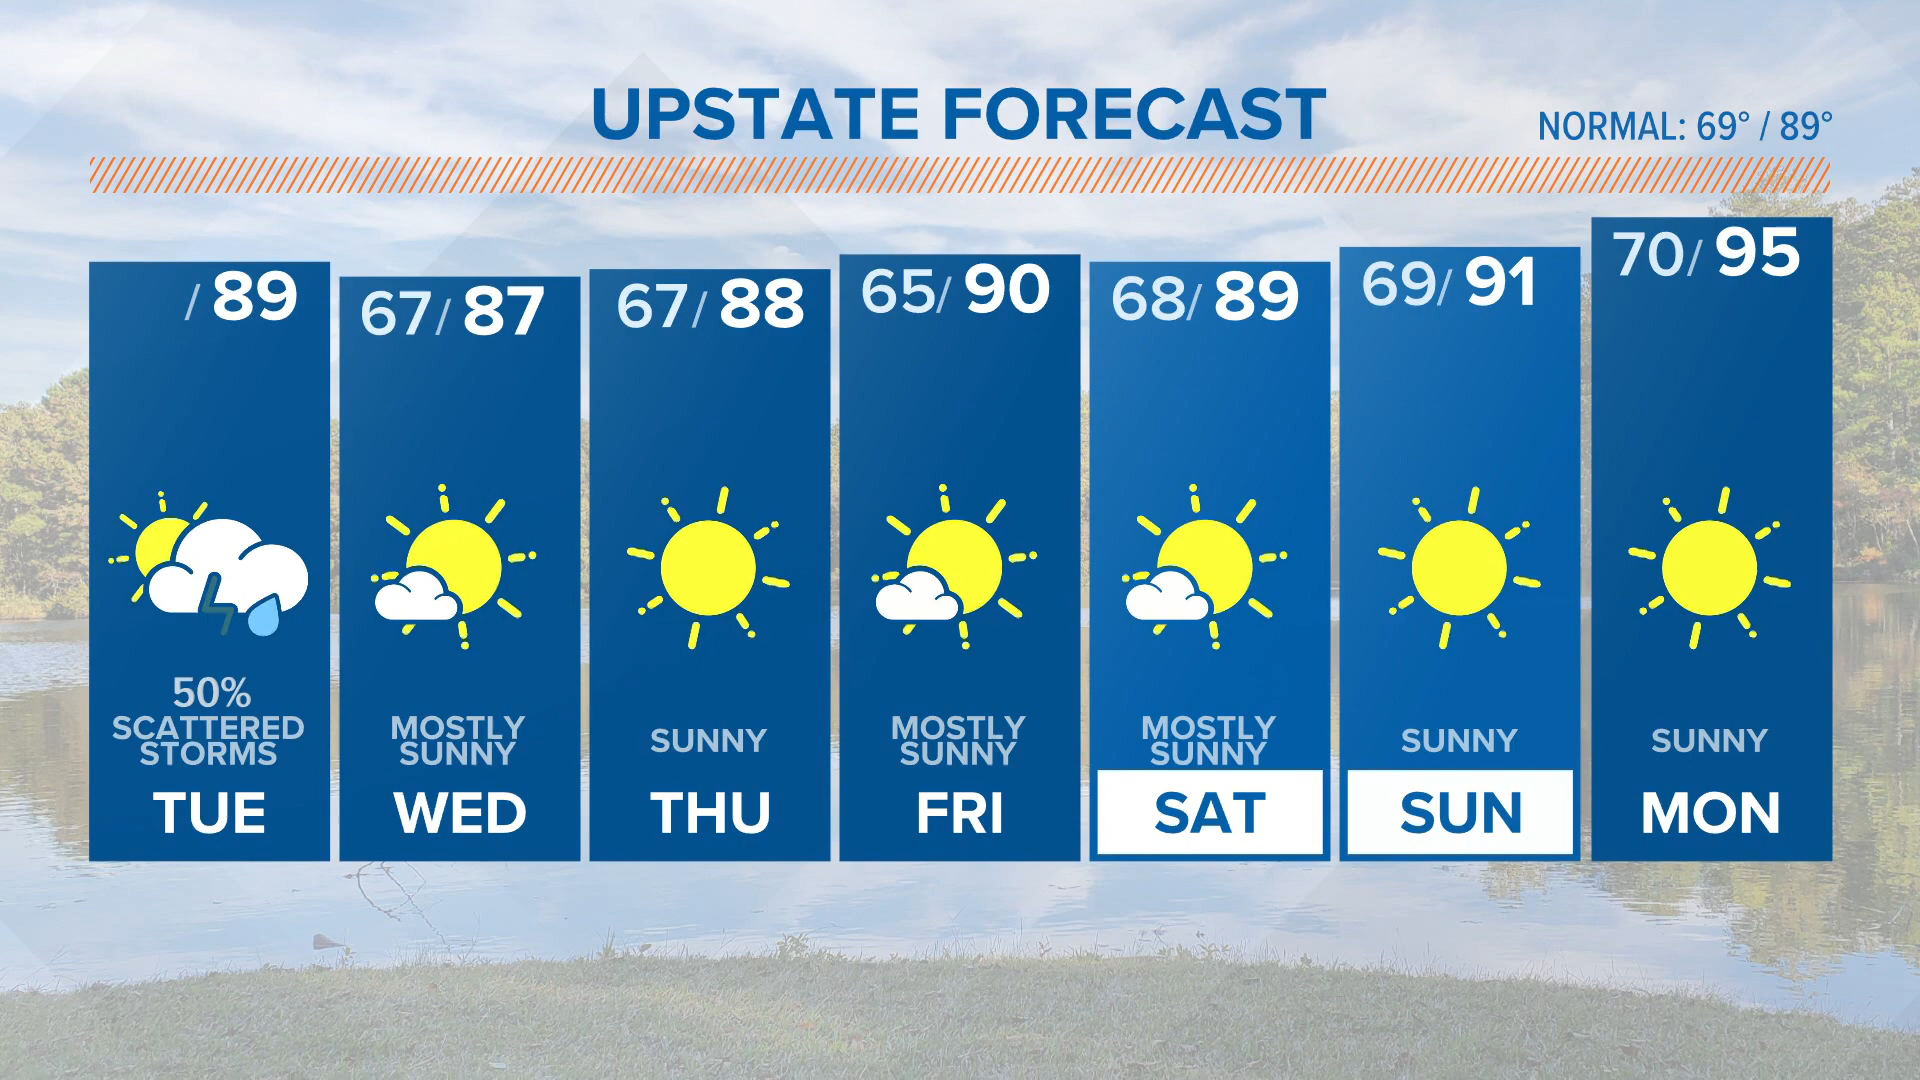 UPSTATE FORECAST
NORMAL: 69° / 89°
/ 89
67/ 87
67/ 88
65/ 90
68/ 89
69/ 91
70/ 95
50%
SCATTERED
STORMS
MOSTLY
SUNNY
SUNNY
MOSTLY
SUNNY
MOSTLY
SUNNY
SUNNY
SUNNY
TUE
WED
THU
FRI
SAT
SUN
MON